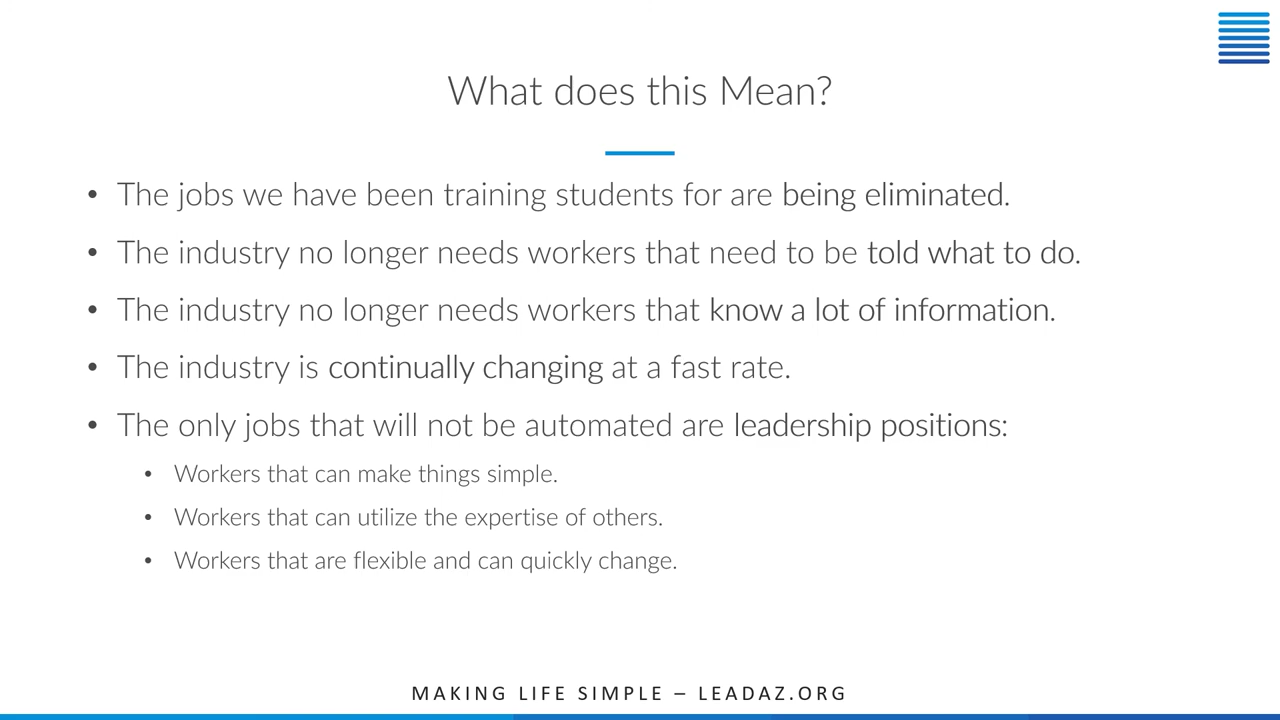 What does this Mean?
• The jobs we have been training students for are being eliminated.
• The industry no longer needs workers that need to be told what to do.
• The industry no longer needs workers that know a lot of information.
• The industry is continually changing at a fast rate.
• The only jobs that will not be automated are leadership positions:
• Workers that can make things simple.
• Workers that can utilize the expertise of others.
• Workers that are flexible and can quickly change.
MAKING LIFE SIMPLE – LEADAZ.ORG